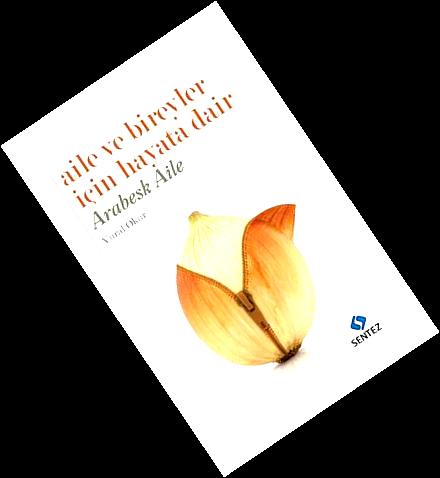 aile ve bireyler
için hayata dair
Arabesk Aile
Vural Okur
SENTEZ